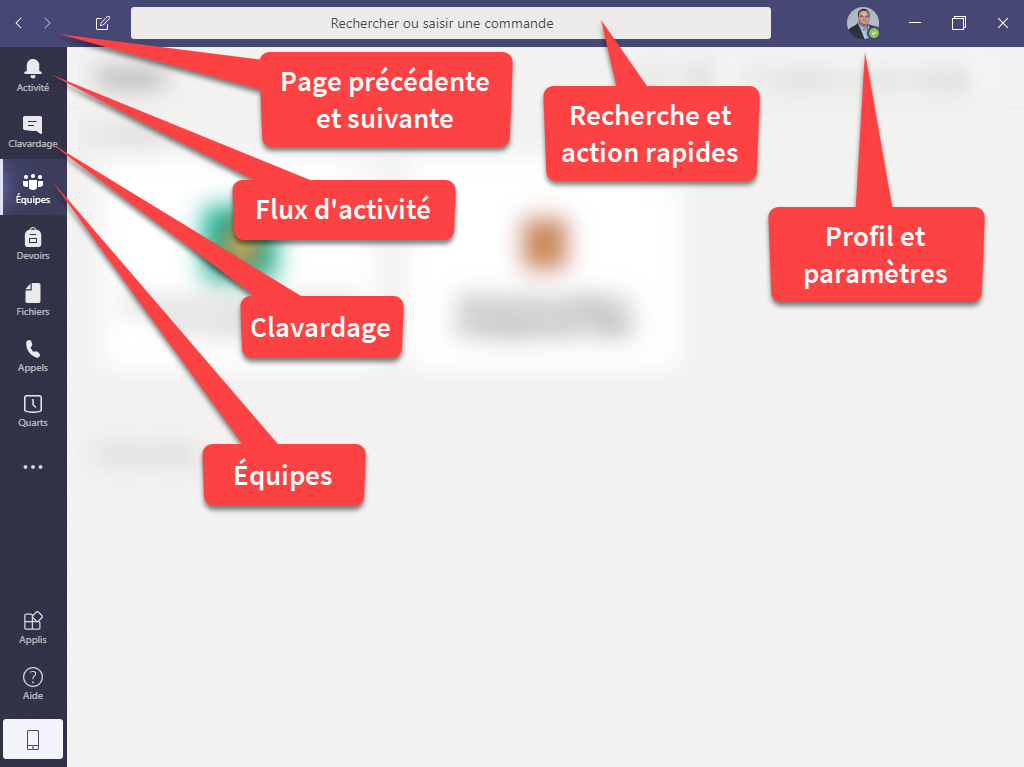 Rechercher ou saisir une commande
Activité
Clavardage
Équipes
Devoirs
Fichiers
Appels
Quarts
Applis
Aide
Page précédente
et suivante
Recherche et
action rapides
Flux d'activité
Profil et
paramètres
Clavardage
Équipes